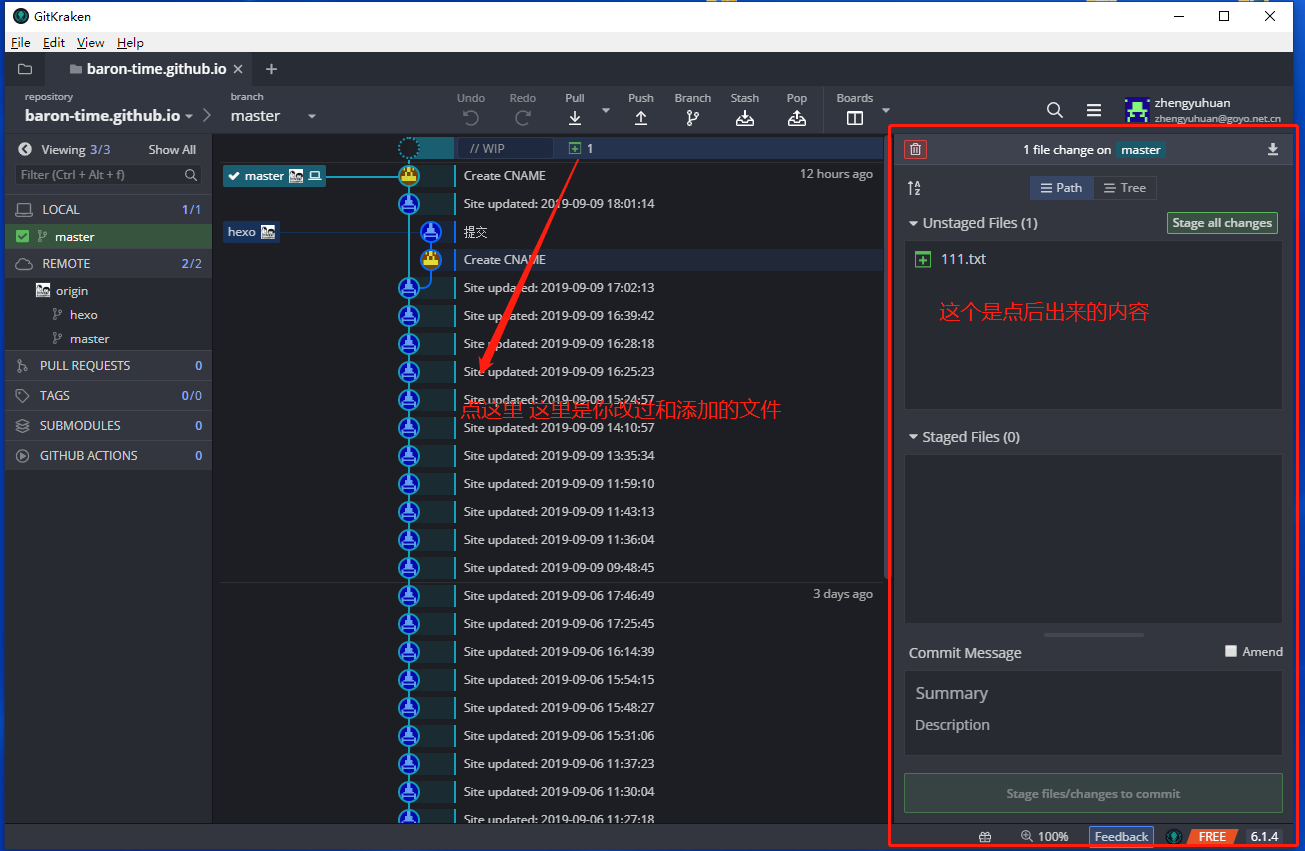 GitKraken
File Edit View Help
baron-time.github.io
repository
baron-time.github.io
branch
master
Undo
Redo
Pull
Push
Branch
Stash
Pop
Boards
zhengyuhuan
zhengyuhuan@goyo.net.cn
Viewing 3/3 Show All
Filter (Ctrl + Alt + f)
LOCAL 1/1
master
REMOTE 2/2
origin
hexo
master
PULL REQUESTS 0
TAGS 0/0
SUBMODULES 0
GITHUB ACTIONS 0
// WIP 1
master Create CNAME 12 hours ago
Site updated: 2019-09-09 18:01:14
hexo 提交
Create CNAME
Site updated: 2019-09-09 17:02:13
Site updated: 2019-09-09 16:39:42
Site updated: 2019-09-09 16:28:18
Site updated: 2019-09-09 16:25:23
Site updated: 2019-09-09 15:24:57
点这里 这里是你改过和添加的文件
Site updated: 2019-09-09 14:10:57
Site updated: 2019-09-09 13:35:34
Site updated: 2019-09-09 11:59:10
Site updated: 2019-09-09 11:43:13
Site updated: 2019-09-09 11:36:04
Site updated: 2019-09-09 09:48:45
Site updated: 2019-09-06 17:46:49 3 days ago
Site updated: 2019-09-06 17:25:45
Site updated: 2019-09-06 16:14:39
Site updated: 2019-09-06 15:54:15
Site updated: 2019-09-06 15:48:27
Site updated: 2019-09-06 15:31:06
Site updated: 2019-09-06 11:37:23
Site updated: 2019-09-06 11:30:04
Site updated: 2019-09-06 11:27:18
1 file change on master
Path Tree
Unstaged Files (1) Stage all changes
111.txt
这个是点后出来的内容
Staged Files (0)
Commit Message Amend
Summary
Description
Stage files/changes to commit
100% Feedback FREE 6.1.4